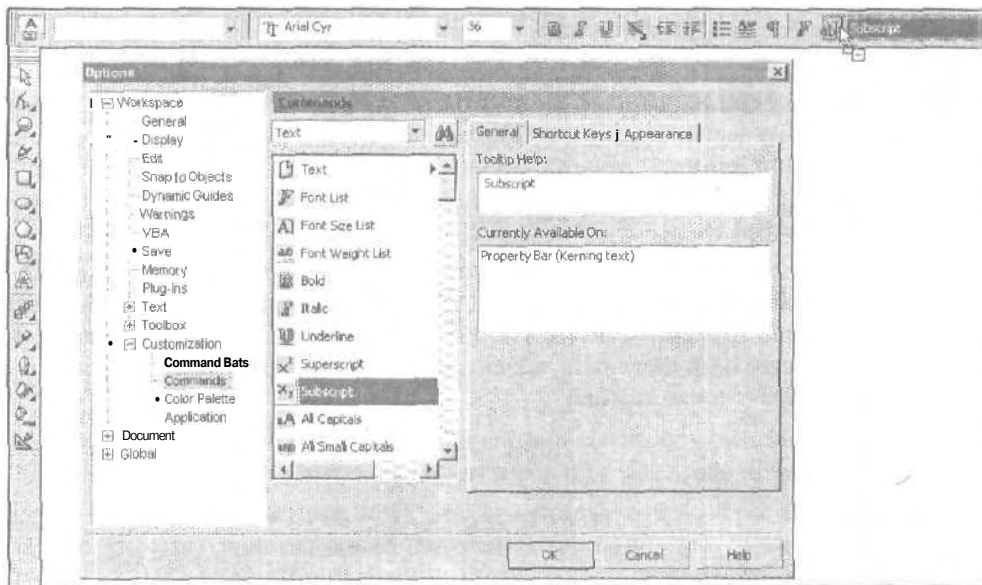 Arial Cyr
36
Subscript
Options
Workspace
General
Display
Edit
Snap to Objects
Dynamic Guides
Warnings
VBA
Save
Memory
Plug-Ins
Text
Toolbox
Customization
Command Bats
Commands
Color Palette
Application
Document
Global
Commands
Text
Text
Font List
Font Size List
Font Weight List
Bold
Italic
Underline
Superscript
Subscript
All Capitals
All Small Capitals
General Shortcut Keys Appearance
Tooltip Help:
Subscript
Currently Available On:
Property Bar (Kerning text)
OK Cancel Help